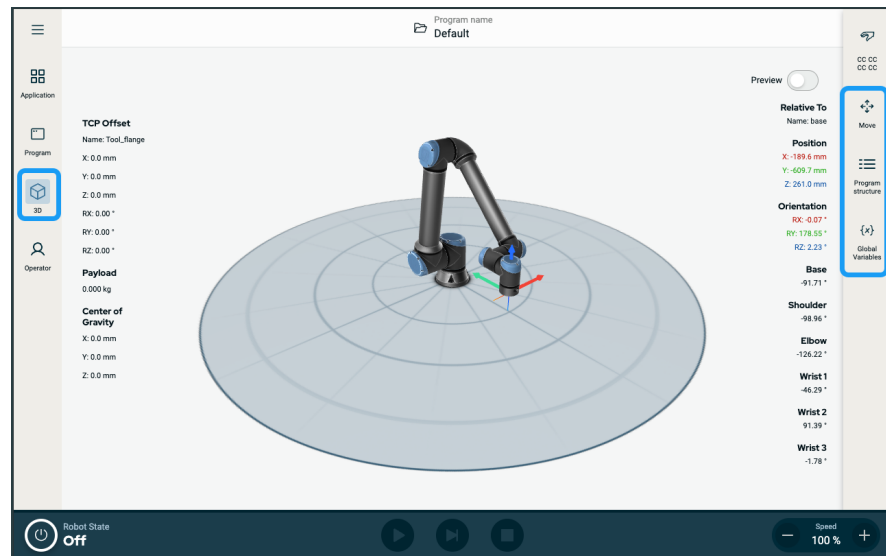 Program name
Default
Application
Program
3D
Operator
TCP Offset
Name: Tool_flange
X: 0.0 mm
Y: 0.0 mm
Z: 0.0 mm
RX: 0.00 °
RY: 0.00 °
RZ: 0.00 °
Payload
0.000 kg
Center of
Gravity
X: 0.0 mm
Y: 0.0 mm
Z: 0.0 mm
Preview
Relative To
Name: base
Position
X: -189.6 mm
Y: -609.7 mm
Z: 261.0 mm
Orientation
RX: -0.07 °
RY: 178.55 °
RZ: 2.23 °
Base
-91.71 °
Shoulder
-98.96 °
Elbow
-126.22 °
Wrist 1
-46.29 °
Wrist 2
91.39 °
Wrist 3
-1.78 °
CC CC
CC CC
Move
Program
structure
{x}
Global
Variables
Robot State
Off
Speed
100 %